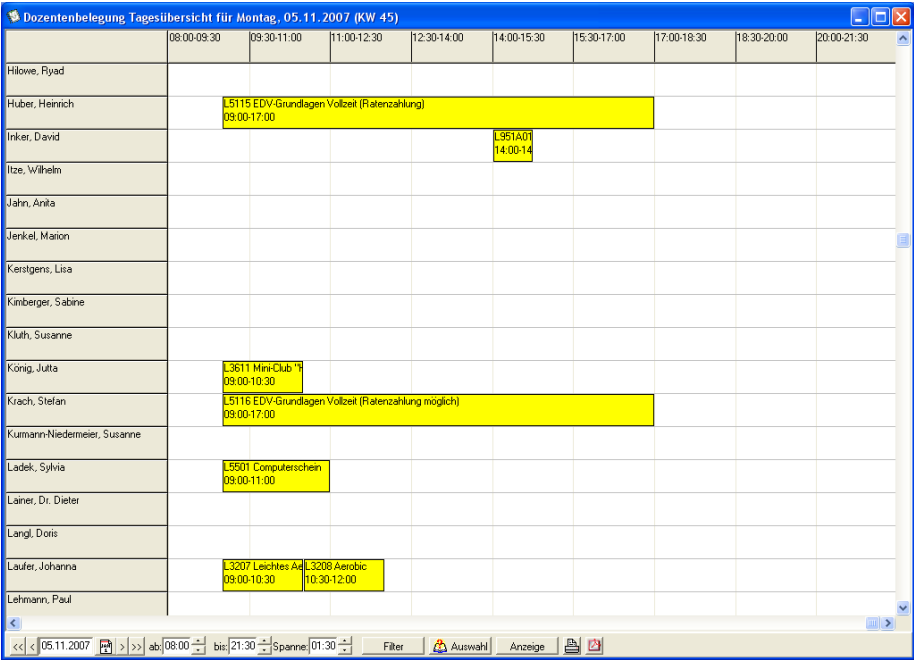 Dozentenbelegung Tagesübersicht für Montag, 05.11.2007 (KW 45)
08:00-09:30 09:30-11:00 11:00-12:30 12:30-14:00 14:00-15:30 15:30-17:00 17:00-18:30 18:30-20:00 20:00-21:30
Hilowe, Ryad
Huber, Heinrich
L5115 EDV-Grundlagen Vollzeit (Ratenzahlung)
09:00-17:00
Inker, David
L951A01
14:00-14
Itze, Wilhelm
Jahn, Anita
Jenkel, Marion
Kerstgens, Lisa
Kimberger, Sabine
Kluth, Susanne
König, Jutta
L3611 Mini-Club "H
09:00-10:30
Krach, Stefan
L5116 EDV-Grundlagen Vollzeit (Ratenzahlung möglich)
09:00-17:00
Kurmann-Niedermeier, Susanne
Ladek, Sylvia
L5501 Computerschein
09:00-11:00
Lainer, Dr. Dieter
Langl, Doris
Laufer, Johanna
L3207 Leichtes Ae L3208 Aerobic
09:00-10:30 10:30-12:00
Lehmann, Paul
<< < 05.11.2007 > >> ab: 08:00 bis: 21:30 Spanne: 01:30 Filter Auswahl Anzeige